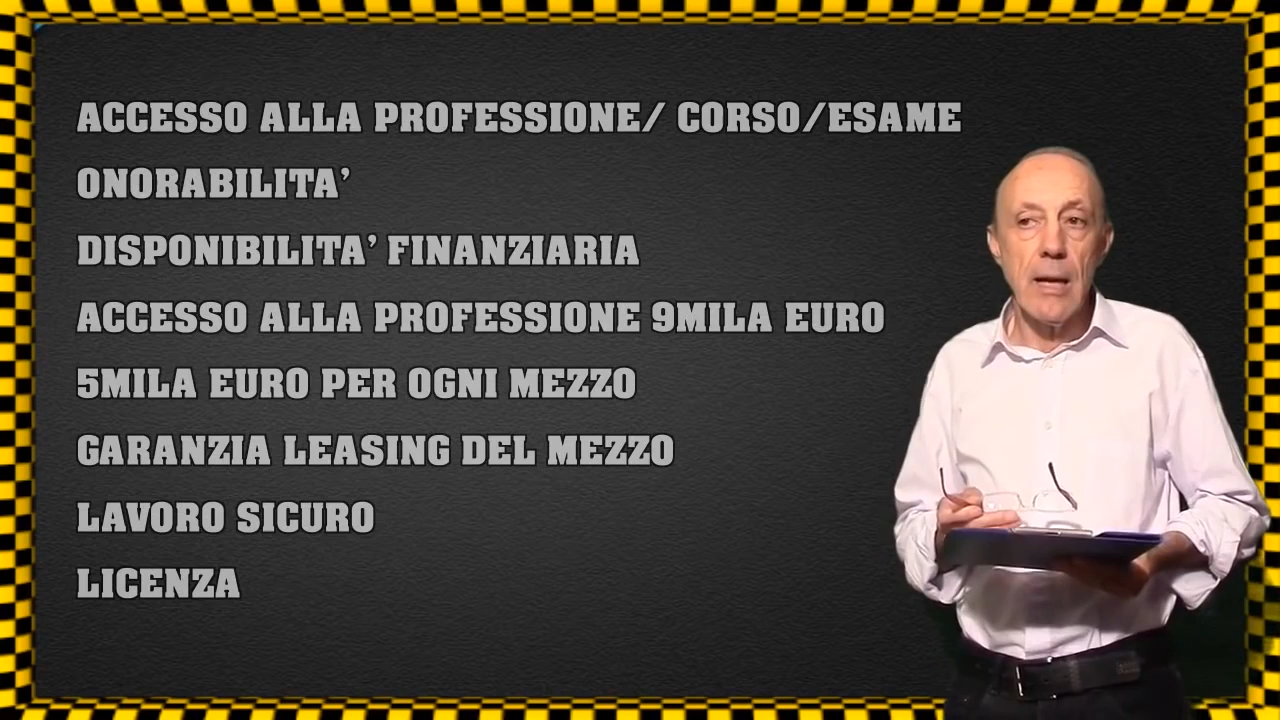 ACCESSO ALLA PROFESSIONE/ CORSO/ESAME
ONORABILITA’
DISPONIBILITA’ FINANZIARIA
ACCESSO ALLA PROFESSIONE 9MILA EURO
5MILA EURO PER OGNI MEZZO
GARANZIA LEASING DEL MEZZO
LAVORO SICURO
LICENZA